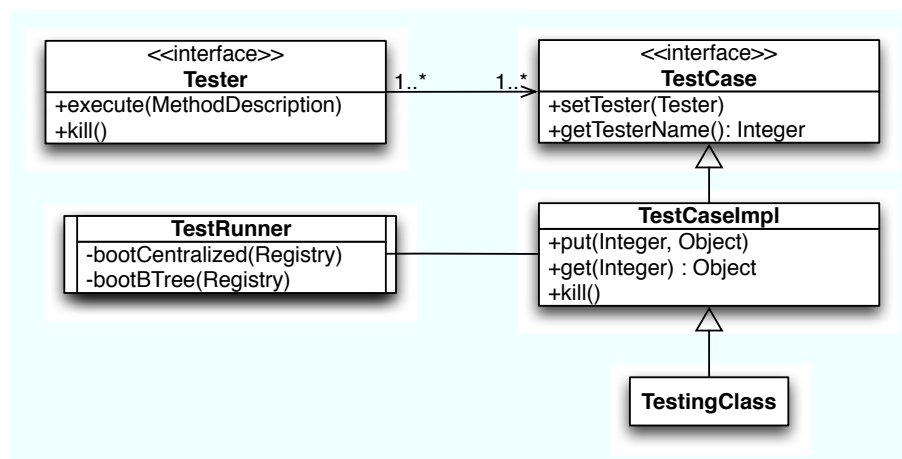 <<interface>>
Tester
+execute(MethodDescription)
+kill()
1..*
1..*
<<interface>>
TestCase
+setTester(Tester)
+getTesterName(): Integer
TestRunner
-bootCentralized(Registry)
-bootBTree(Registry)
TestCaseImpl
+put(Integer, Object)
+get(Integer) : Object
+kill()
TestingClass